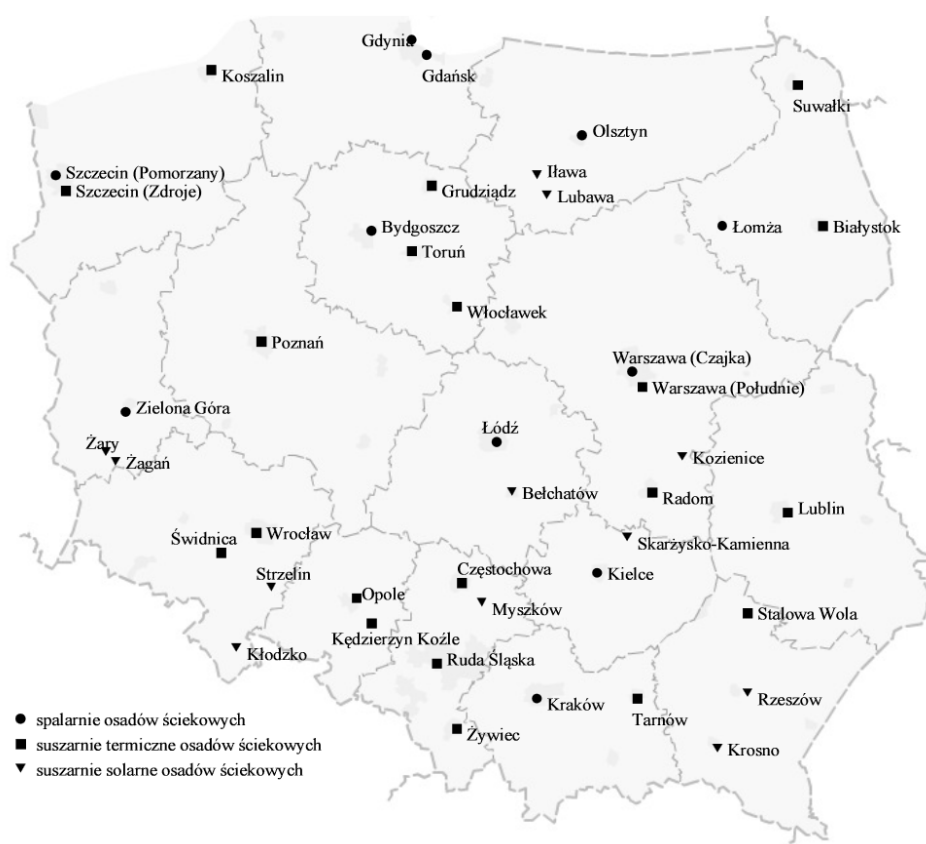 Gdynia
Gdańsk
Koszalin
Suwałki
Olsztyn
Szczecin (Pomorzany)
Iława
Szczecin (Zdroje)
Grudziądz
Lubawa
Bydgoszcz
Łomża
Białystok
Toruń
Włocławek
Poznań
Warszawa (Czajka)
Warszawa (Południe)
Zielona Góra
Łódź
Żary
Żagań
Kozienice
Bełchatów
Radom
Lublin
Wrocław
Świdnica
Skarżysko-Kamienna
Częstochowa
Kielce
Strzelin
Opole
Myszków
Stalowa Wola
Kędzierzyn Koźle
Kłodzko
Ruda Śląska
Rzeszów
Kraków
Tarnów
Żywiec
Krosno
spalarnie osadów ściekowych
suszarnie termiczne osadów ściekowych
suszarnie solarne osadów ściekowych